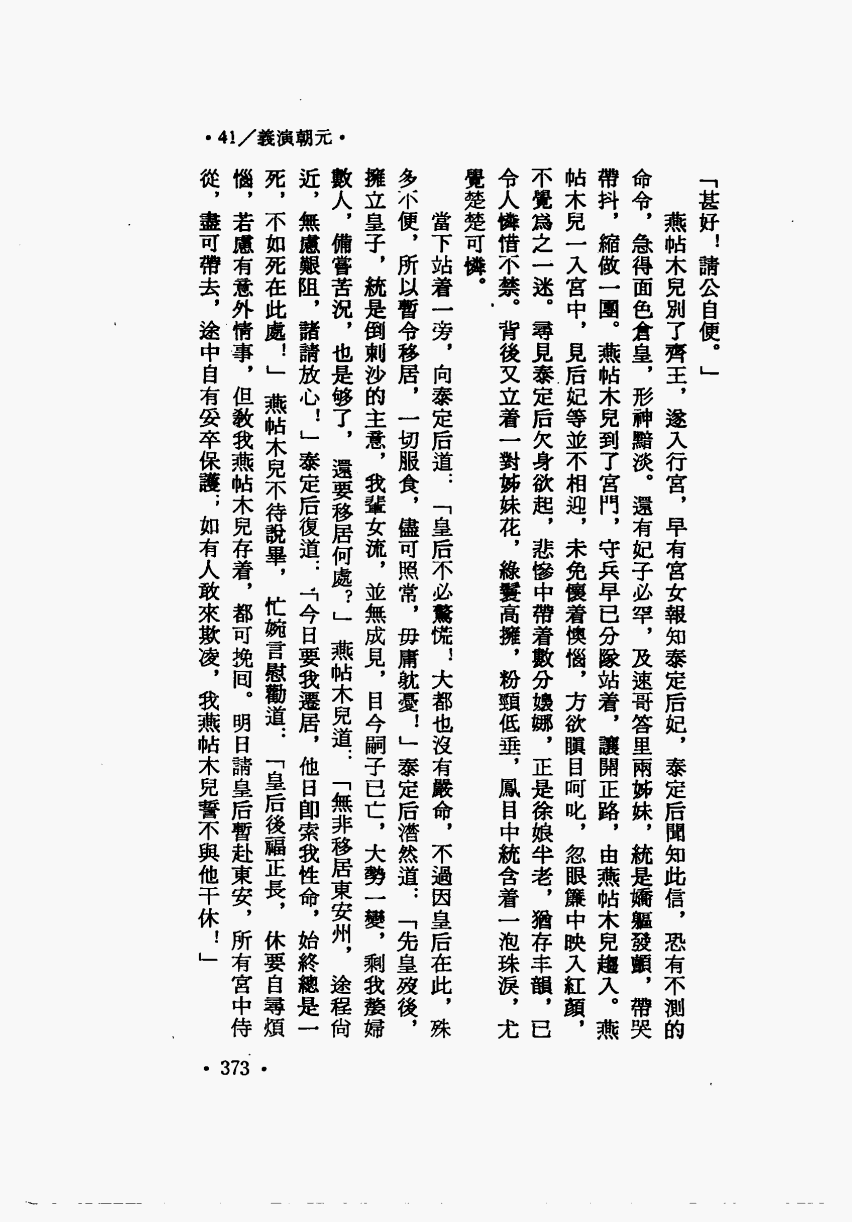 •41／義演朝元•
「甚好！請公自便。」
燕帖木兒別了齊王，遂入行宮，早有宮女報知泰定后妃，泰定后聞知此信，恐有不測的
命令，急得面色倉皇，形神黯淡。還有妃子必罕，及速哥答里兩姊妹，統是嬌軀發顫，帶哭
帶抖，縮做一團。燕帖木兒到了宮門，守兵早已分隊站着，讓開正路，由燕帖木兒趨入。燕
帖木兒一入宮中，見后妃等並不相迎，未免懷着懊惱，方欲瞋目呵叱，忽眼簾中映入紅顏，
不覺爲之一迷。尋見泰定后欠身欲起，悲慘中帶着數分嬝娜，正是徐娘半老，猶存丰韻，已
令人憐惜不禁。背後又立着一對姊妹花，綠鬟高擁，粉頸低垂，鳳目中統含着一泡珠淚，尤
覺楚楚可憐。
當下站着一旁，向泰定后道：「皇后不必驚慌！大都也沒有嚴命，不過因皇后在此，殊
多不便，所以暫令移居，一切服食，儘可照常，毋庸躭憂！」泰定后潸然道：「先皇歿後，
擁立皇子，統是倒剌沙的主意，我輩女流，並無成見，目今嗣子已亡，大勢一變，剩我嫠婦
數人，備嘗苦況，也是够了，還要移居何處？」燕帖木兒道：「無非移居東安州，途程尙
近，無慮艱阻，諸請放心！」泰定后復道：「今日要我遷居，他日卽索我性命，始終總是一
死，不如死在此處！」燕帖木兒不待說畢，忙婉言慰勸道：「皇后後福正長，休要自尋煩
惱，若慮有意外情事，但敎我燕帖木兒存着，都可挽囘。明日請皇后暫赴東安，所有宮中侍
從，盡可帶去，途中自有妥卒保護；如有人敢來欺凌，我燕帖木兒誓不與他干休！」
•373•